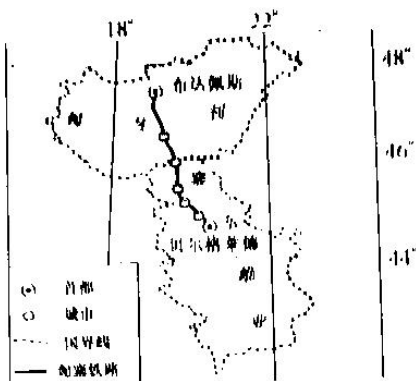 18° 22°
48°
布达佩斯
匈 牙 利
46°
塞
尔
贝尔格莱德
44°
维
亚
首都
城市
国界线
匈塞铁路